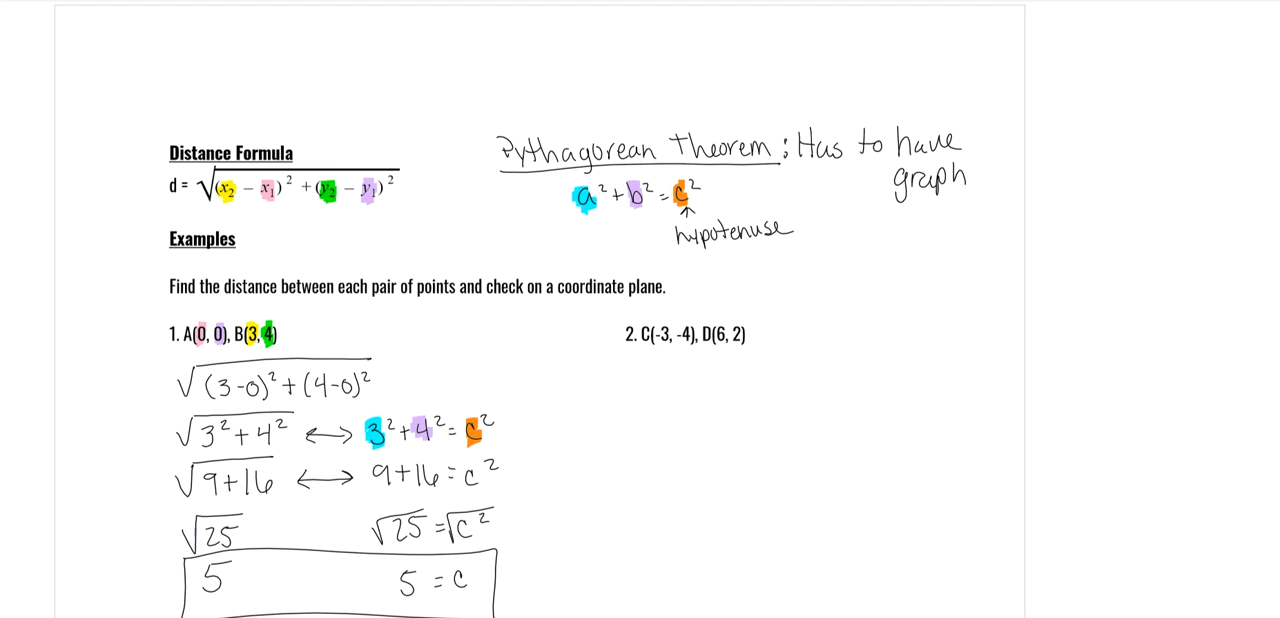 Distance Formula
d = √(x₂ − x₁)² + (y₂ − y₁)²
Pythagorean Theorem : Has to have graph
a² + b² = c²
↑
hypotenuse
Examples
Find the distance between each pair of points and check on a coordinate plane.
1. A(0, 0), B(3, 4)
√(3-0)² + (4-0)²
√3² + 4² ⟷ 3² + 4² = c²
√9+16 ⟷ 9+16 = c²
√25 √25 = √c²
5 5 = c
2. C(-3, -4), D(6, 2)